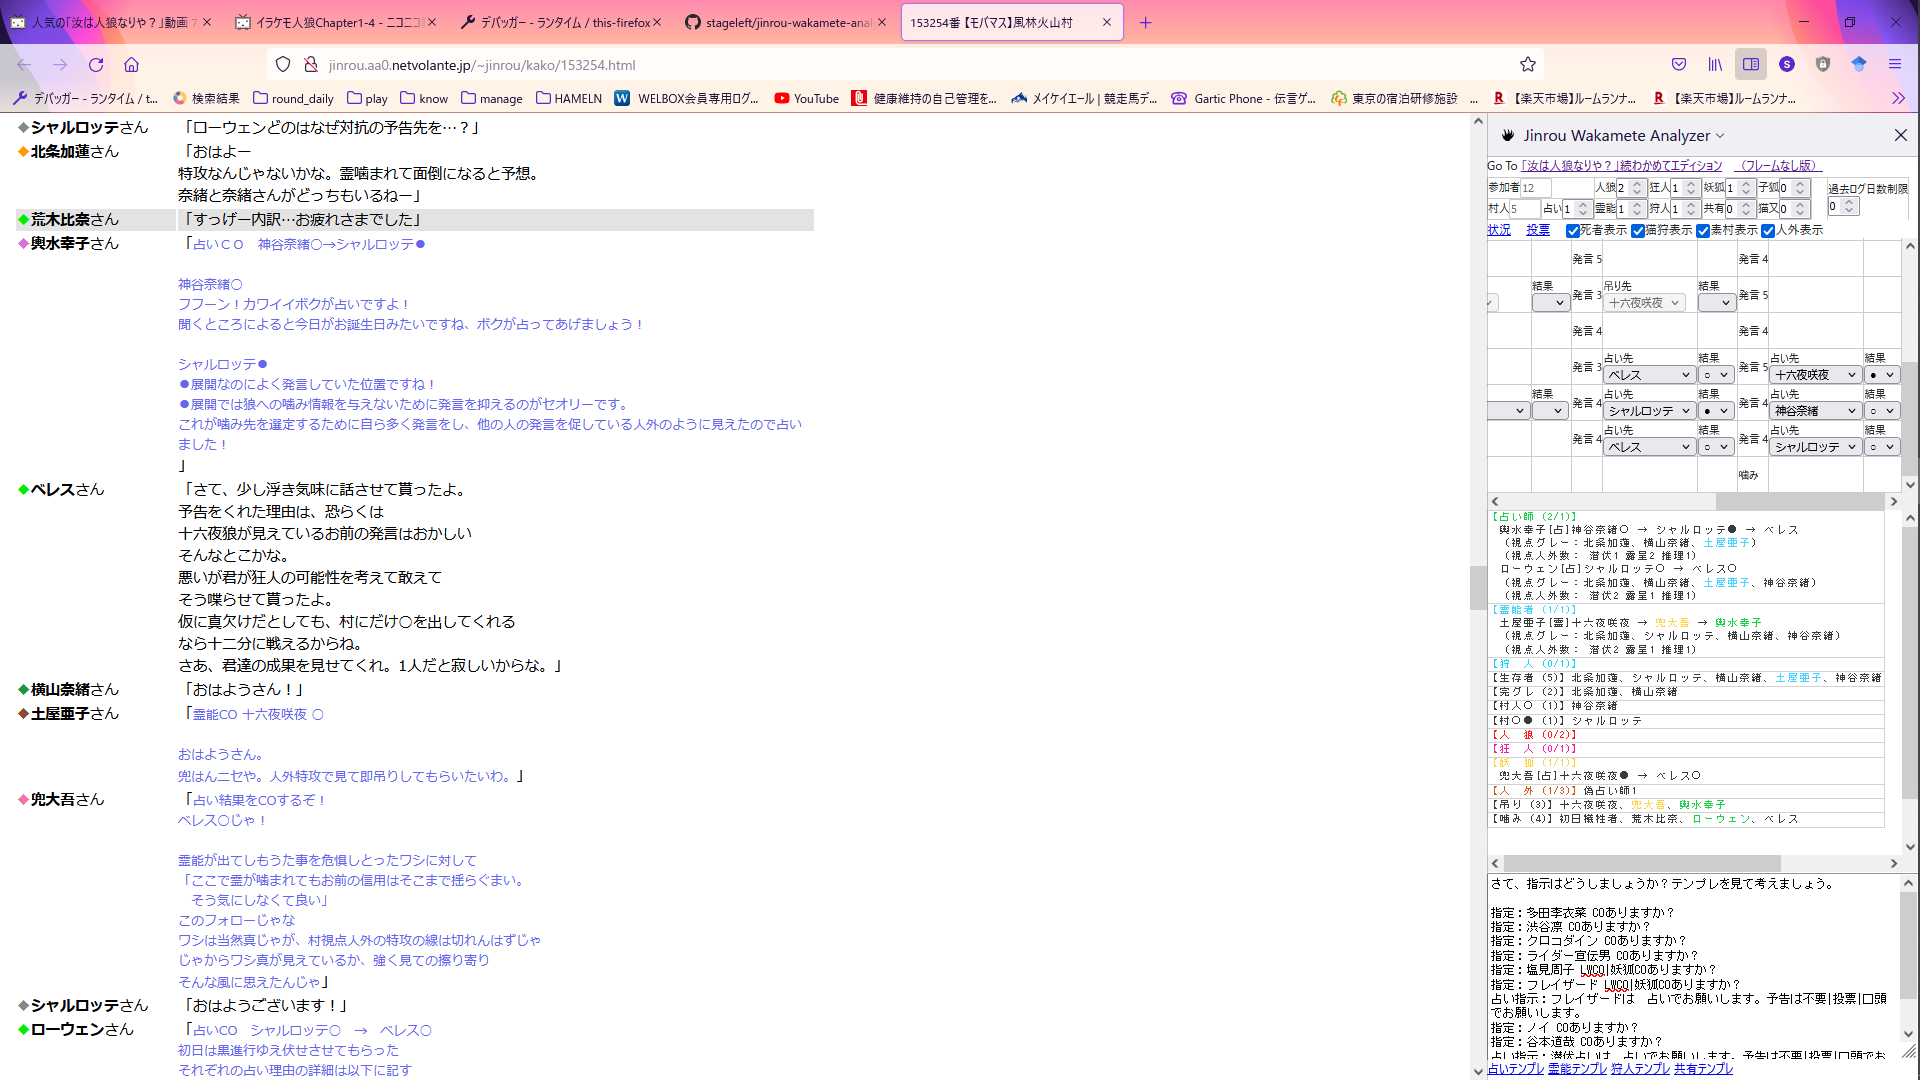 人気の「汝は人狼なりや？」動画 7
イラケモ人狼Chapter1-4 - ニコニコ
デバッガー - ランタイム / this-firefox
stageleft/jinrou-wakamete-anal
153254番 【モバマス】風林火山村
jinrou.aa0.netvolante.jp/~jinrou/kako/153254.html
デバッガー - ランタイム / t...
検索結果
round_daily
play
know
manage
HAMELN
WELBOX会員専用ログ...
YouTube
健康維持の自己管理を...
メイケイエール | 競走馬デ...
Gartic Phone - 伝言ゲ...
東京の宿泊研修施設 ...
【楽天市場】ルームランナ...
【楽天市場】ルームランナ...
◆シャルロッテさん 「ローウェンどのはなぜ対抗の予告先を…？」
◆北条加蓮さん 「おはよー
特攻なんじゃないかな。霊噛まれて面倒になると予想。
奈緒と奈緒さんがどっちもいるねー」
◆荒木比奈さん 「すっげー内訳…お疲れさまでした」
◆輿水幸子さん 「占いＣＯ　神谷奈緒○→シャルロッテ●
神谷奈緒○
フフーン！カワイイボクが占いですよ！
聞くところによると今日がお誕生日みたいですね、ボクが占ってあげましょう！
シャルロッテ●
●展開なのによく発言していた位置ですね！
●展開では狼への噛み情報を与えないために発言を抑えるのがセオリーです。
これが噛み先を選定するために自ら多く発言をし、他の人の発言を促している人外のように見えたので占い
ました！
」
◆ベレスさん 「さて、少し浮き気味に話させて貰ったよ。
予告をくれた理由は、恐らくは
十六夜狼が見えているお前の発言はおかしい
そんなとこかな。
悪いが君が狂人の可能性を考えて敢えて
そう喋らせて貰ったよ。
仮に真欠けだとしても、村にだけ○を出してくれる
なら十二分に戦えるからね。
さあ、君達の成果を見せてくれ。1人だと寂しいからな。」
◆横山奈緒さん 「おはようさん！」
◆土屋亜子さん 「霊能CO 十六夜咲夜 ○
おはようさん。
兜はんニセや。人外特攻で見て即吊りしてもらいたいわ。」
◆兜大吾さん 「占い結果をCOするぞ！
ベレス○じゃ！
霊能が出てしもうた事を危惧しとったワシに対して
「ここで霊が噛まれてもお前の信用はそこまで揺らぐまい。
そう気にしなくて良い」
このフォローじゃな
ワシは当然真じゃが、村視点人外の特攻の線は切れんはずじゃ
じゃからワシ真が見えているか、強く見ての擦り寄り
そんな風に思えたんじゃ」
◆シャルロッテさん 「おはようございます！」
◆ローウェンさん 「占いCO　シャルロッテ○　→　ベレス○
初日は黒進行ゆえ伏せさせてもらった
それぞれの占い理由の詳細は以下に記す
Jinrou Wakamete Analyzer
Go To 「汝は人狼なりや？」続わかめてエディション （フレームなし版）
参加者 12 人狼 2 狂人 1 妖狐 1 子狐 0 過去ログ日数制限
村人 5 占い 1 霊能 1 狩人 1 共有 0 猫又 0 0
状況 投票 死者表示 猫狩表示 素村表示 人外表示
発言 5 発言 4
結果 発言 3 吊り先 十六夜咲夜 結果 発言 5
発言 4 発言 4
発言 3 占い先 ベレス 結果 ○ 発言 5 占い先 十六夜咲夜 結果 ●
結果 発言 4 占い先 シャルロッテ 結果 ● 発言 4 占い先 神谷奈緒 結果 ○
発言 4 占い先 ベレス 結果 ○ 発言 4 占い先 シャルロッテ 結果 ○
噛み
【占い師 (2/1)】
輿水幸子[占]神谷奈緒○ → シャルロッテ● → ベレス
（視点グレー：北条加蓮、横山奈緒、土屋亜子）
（視点人外数： 潜伏1 露呈2 推理1）
ローウェン[占]シャルロッテ○ → ベレス○
（視点グレー：北条加蓮、横山奈緒、土屋亜子、神谷奈緒）
（視点人外数： 潜伏2 露呈1 推理1）
【霊能者 (1/1)】
土屋亜子[霊]十六夜咲夜 → 兜大吾 → 輿水幸子
（視点グレー：北条加蓮、シャルロッテ、横山奈緒、神谷奈緒）
（視点人外数： 潜伏2 露呈1 推理1）
【狩　人 (0/1)】
【生存者 (5)】北条加蓮、シャルロッテ、横山奈緒、土屋亜子、神谷奈緒
【完グレ (2)】北条加蓮、横山奈緒
【村人○ (1)】神谷奈緒
【村○● (1)】シャルロッテ
【人　狼 (0/2)】
【狂　人 (0/1)】
【妖　狐 (1/1)】
兜大吾[占]十六夜咲夜● → ベレス○
【人　外 (1/3)】偽占い師1
【吊り (3)】十六夜咲夜、兜大吾、輿水幸子
【噛み (4)】初日犠牲者、荒木比奈、ローウェン、ベレス
さて、指示はどうしましょうか？テンプレを見て考えましょう。
指定：多田李衣菜 COありますか？
指定：渋谷凛 COありますか？
指定：クロコダイン COありますか？
指定：ライダー宣伝男 COありますか？
指定：塩見周子 LWCO|妖狐COありますか？
指定：フレイザード LWCO|妖狐COありますか？
占い指示：フレイザードは　占いでお願いします。予告は不要|投票|口頭
でお願いします。
指定：ノイ COありますか？
指定：谷本道哉 COありますか？
占い指示：潜伏占いは　占いでお願いします。予告は不要|投票|口頭でお
占いテンプレ 霊能テンプレ 狩人テンプレ 共有テンプレ